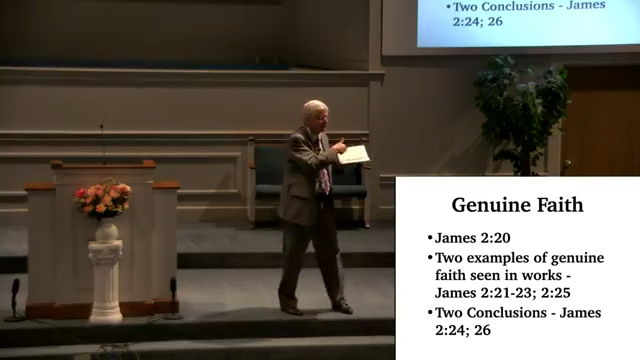 •Two Conclusions - James
2:24; 26
Genuine Faith
•James 2:20
•Two examples of genuine
faith seen in works -
James 2:21-23; 2:25
•Two Conclusions - James
2:24; 26